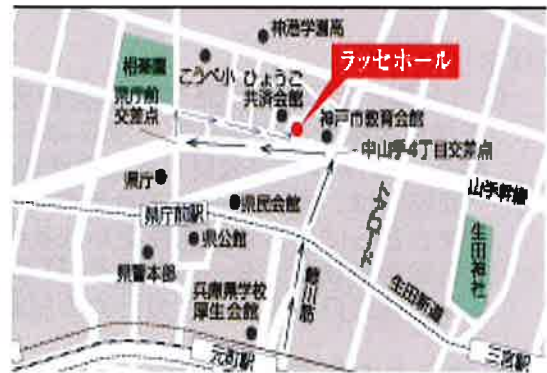 神港学園高
相楽園
こうべ小
ひょうご
共済会館
ラッセホール
県庁前
交差点
神戸市教育会館
中山手4丁目交差点
県庁
県民会館
山手幹線
トアロード
県庁前駅
県公館
県警本部
生田神社
生田新道
兵庫県学校
厚生会館
鯉川筋
元町駅
三宮駅